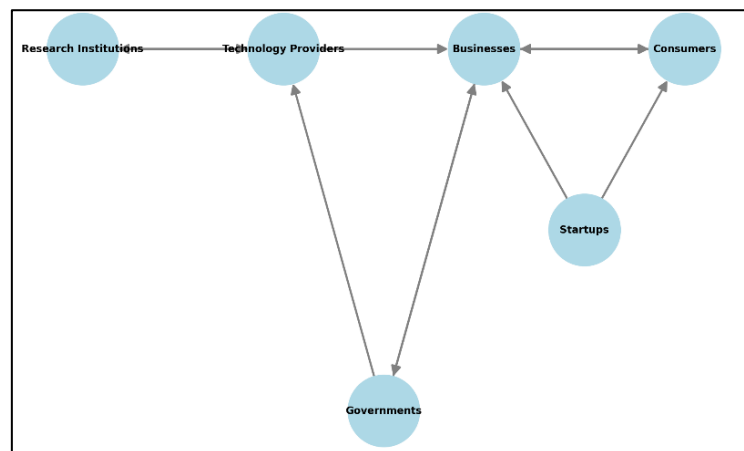 Research Institutions
Technology Providers
Businesses
Consumers
Startups
Governments